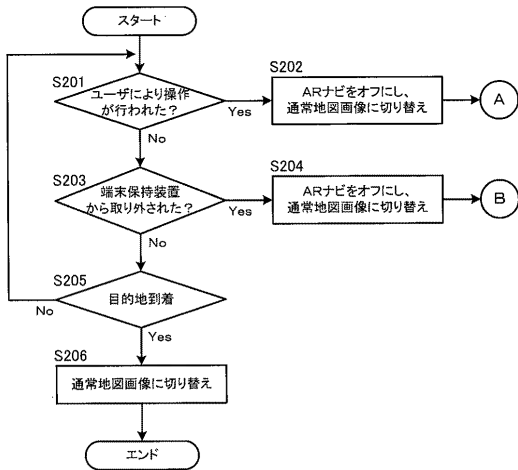 スタート
S201
ユーザにより操作
が行われた？
Yes
No
S202
ARナビをオフにし、
通常地図画像に切り替え
A
S203
端末保持装置
から取り外された？
Yes
No
S204
ARナビをオフにし、
通常地図画像に切り替え
B
S205
目的地到着
No
Yes
S206
通常地図画像に切り替え
エンド